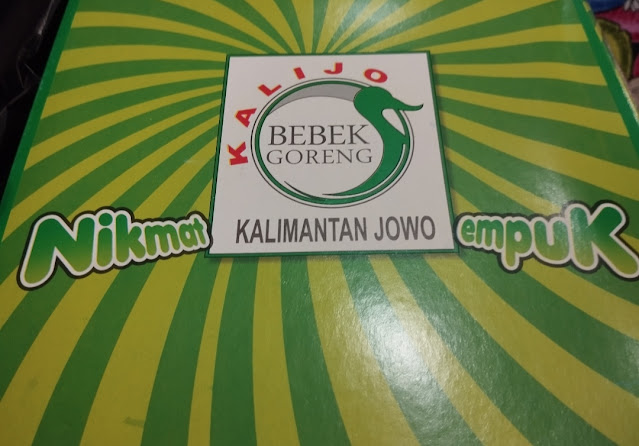 KALIJO
BEBEK
GORENG
KALIMANTAN JOWO
Nikmat empuK